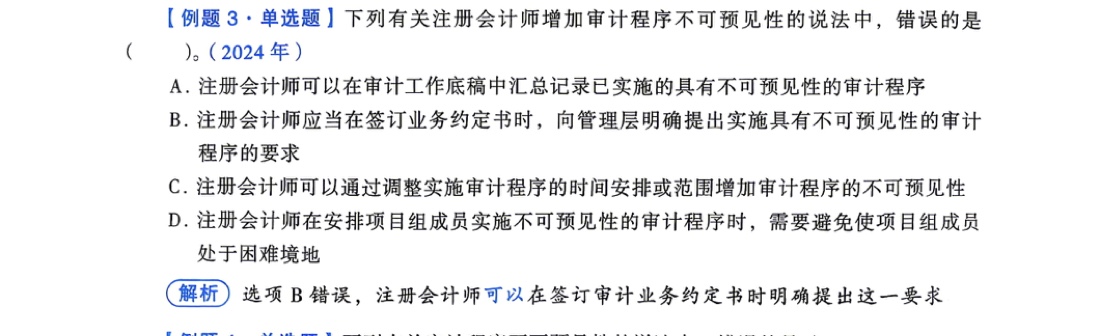 【例题3·单选题】下列有关注册会计师增加审计程序不可预见性的说法中，错误的是
（　　）。（2024年）
A. 注册会计师可以在审计工作底稿中汇总记录已实施的具有不可预见性的审计程序
B. 注册会计师应当在签订业务约定书时，向管理层明确提出实施具有不可预见性的审计
程序的要求
C. 注册会计师可以通过调整实施审计程序的时间安排或范围增加审计程序的不可预见性
D. 注册会计师在安排项目组成员实施不可预见性的审计程序时，需要避免使项目组成员
处于困难境地
解析 选项B错误，注册会计师可以在签订审计业务约定书时明确提出这一要求